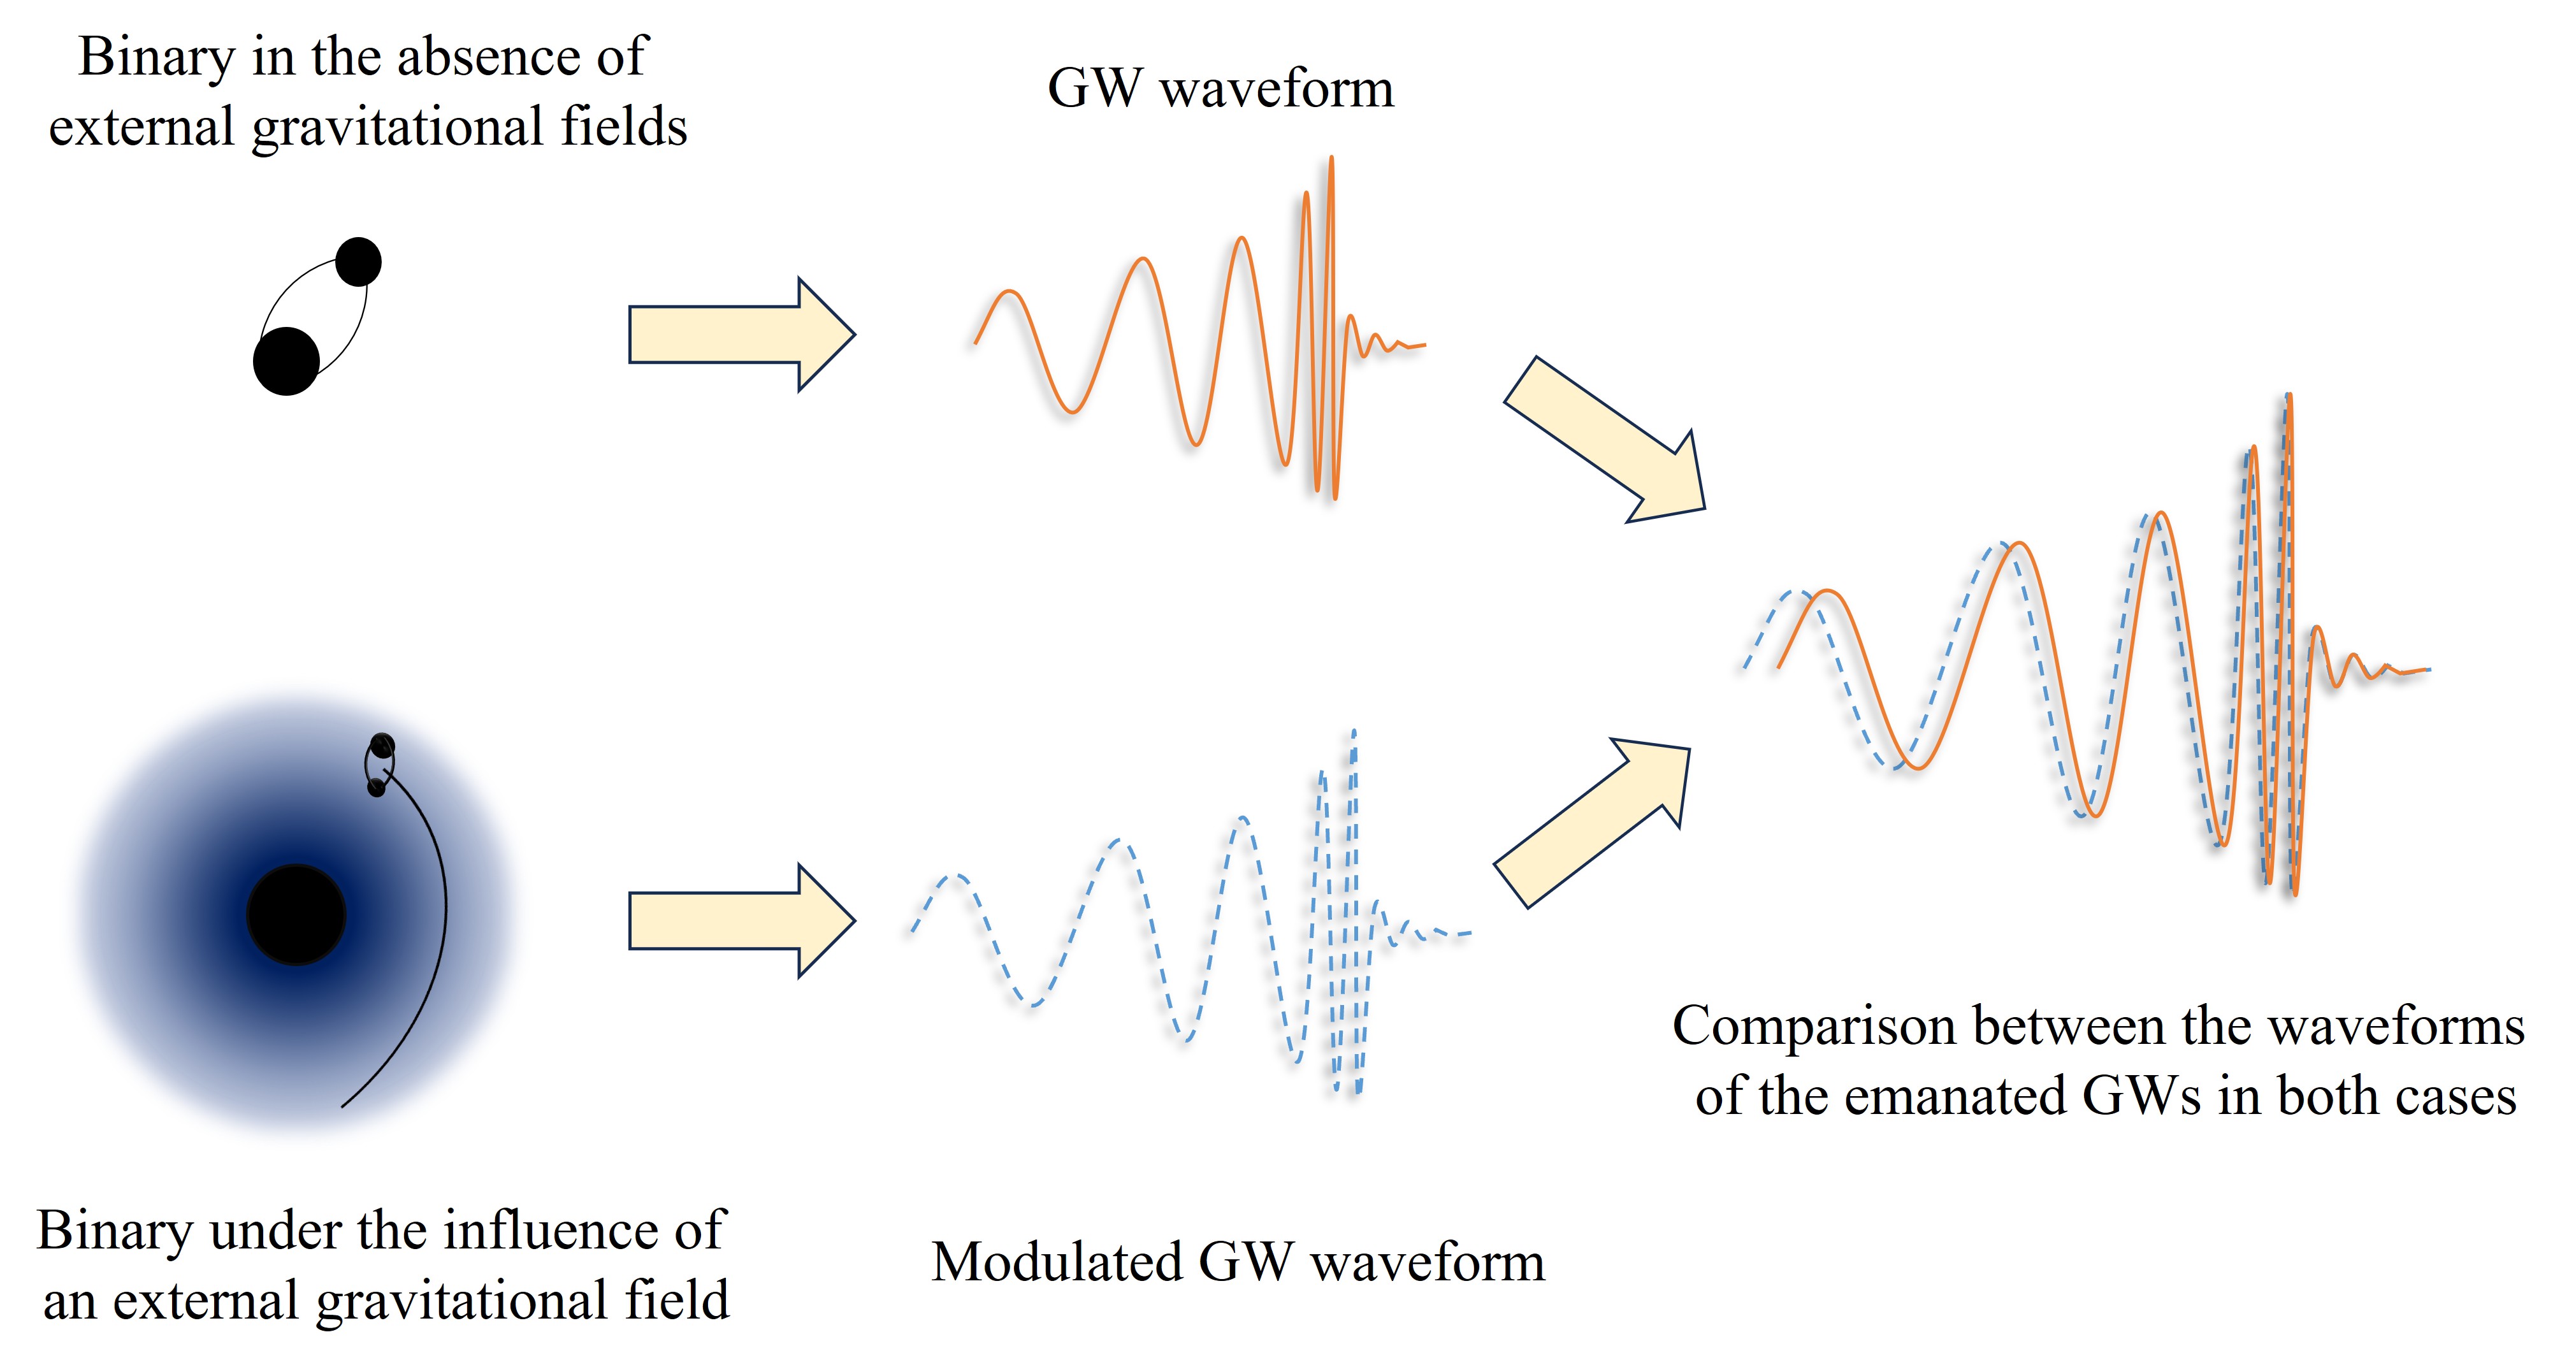 Binary in the absence of
external gravitational fields
GW waveform
Binary under the influence of
an external gravitational field
Modulated GW waveform
Comparison between the waveforms
of the emanated GWs in both cases